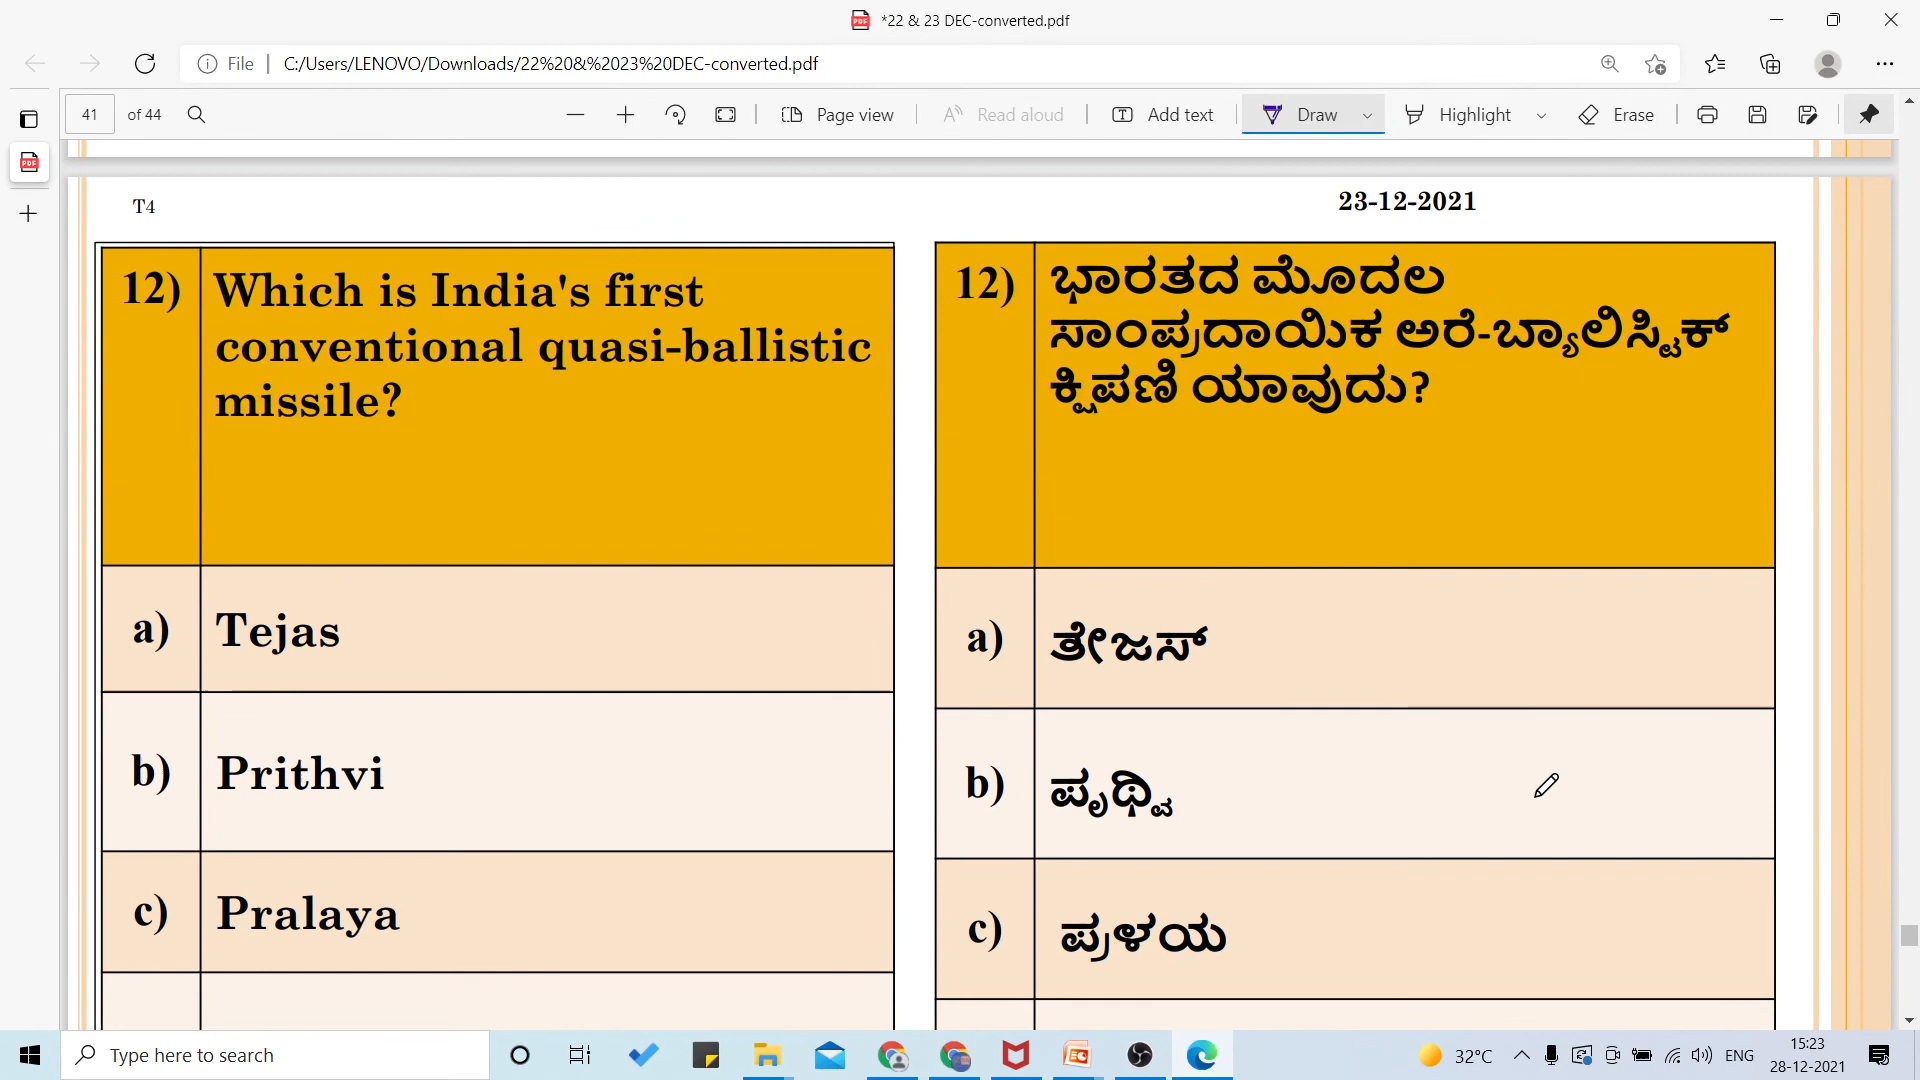 *22 & 23 DEC-converted.pdf
File
C:/Users/LENOVO/Downloads/22%20&%2023%20DEC-converted.pdf
41 of 44
Page view
Read aloud
Add text
Draw
Highlight
Erase
T4
23-12-2021
12) Which is India's first
conventional quasi-ballistic
missile?
a) Tejas
b) Prithvi
c) Pralaya
12) ಭಾರತದ ಮೊದಲ
ಸಾಂಪ್ರದಾಯಿಕ ಅರೆ-ಬ್ಯಾಲಿಸ್ಟಿಕ್
ಕ್ಷಿಪಣಿ ಯಾವುದು?
a) ತೇಜಸ್
b) ಪೃಥ್ವಿ
c) ಪ್ರಳಯ
Type here to search
32°C
ENG
15:23
28-12-2021